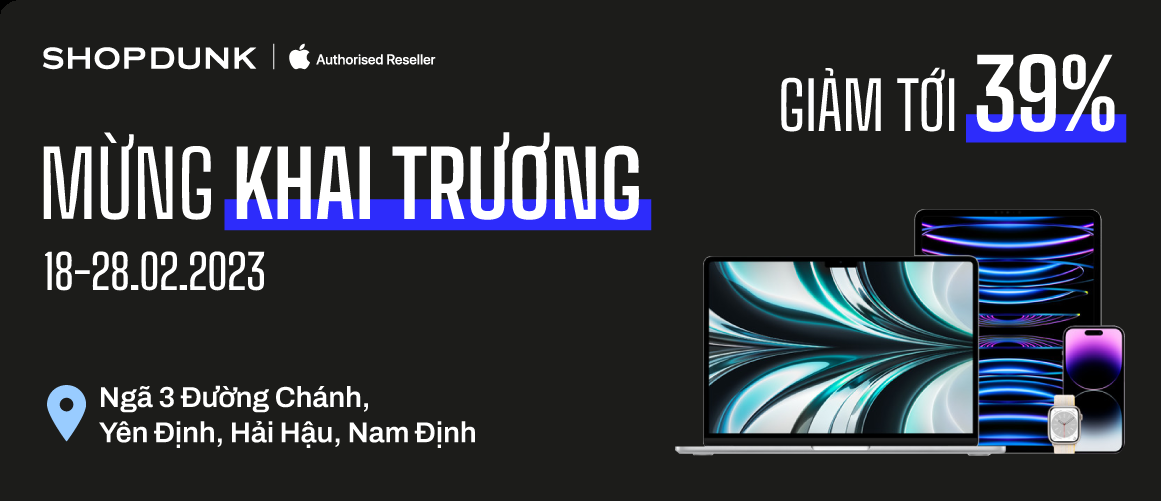 SHOPDUNK | Authorised Reseller
GIẢM TỚI 39%
MỪNG KHAI TRƯƠNG
18-28.02.2023
Ngã 3 Đường Chánh,
Yên Định, Hải Hậu, Nam Định